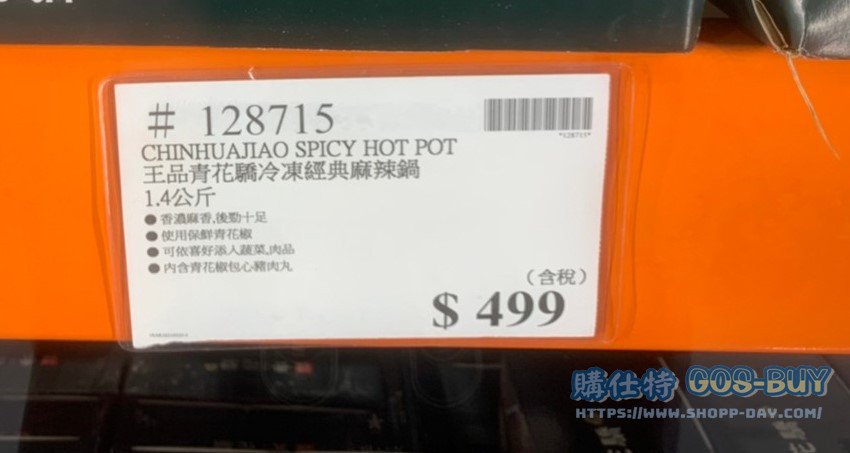 # 128715
*128715*
CHINHUAJIAO SPICY HOT POT
王品青花驕冷凍經典麻辣鍋
1.4公斤
● 香濃麻香,後勁十足
● 使用保鮮青花椒
● 可依喜好添入蔬菜,肉品
● 內含青花椒包心豬肉丸
(含稅)
$ 499
購仕特 GOS-BUY
HTTPS://WWW.SHOPP-DAY.COM/